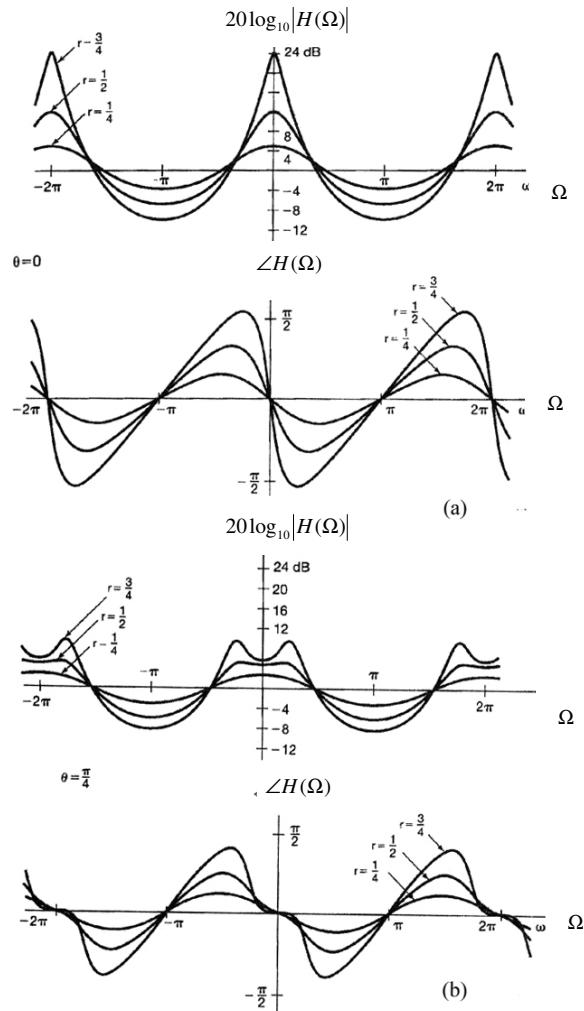 20log₁₀|H(Ω)|
24 dB
r–3/4
r=1/2
r=1/4
8
4
-2π -π π 2π ω Ω
-4
-8
-12
θ=0
∠H(Ω)
r=3/4
π/2
r=1/2
r=1/4
-2π -π π 2π ω Ω
-π/2
(a)
20log₁₀|H(Ω)|
24 dB
r=3/4
20
r=1/2
16
r–1/4
12
-2π -π π 2π Ω
-4
-8
-12
θ=π/4
∠H(Ω)
π/2
r=3/4
r=1/2
r=1/4
-2π -π π 2π ω Ω
-π/2
(b)